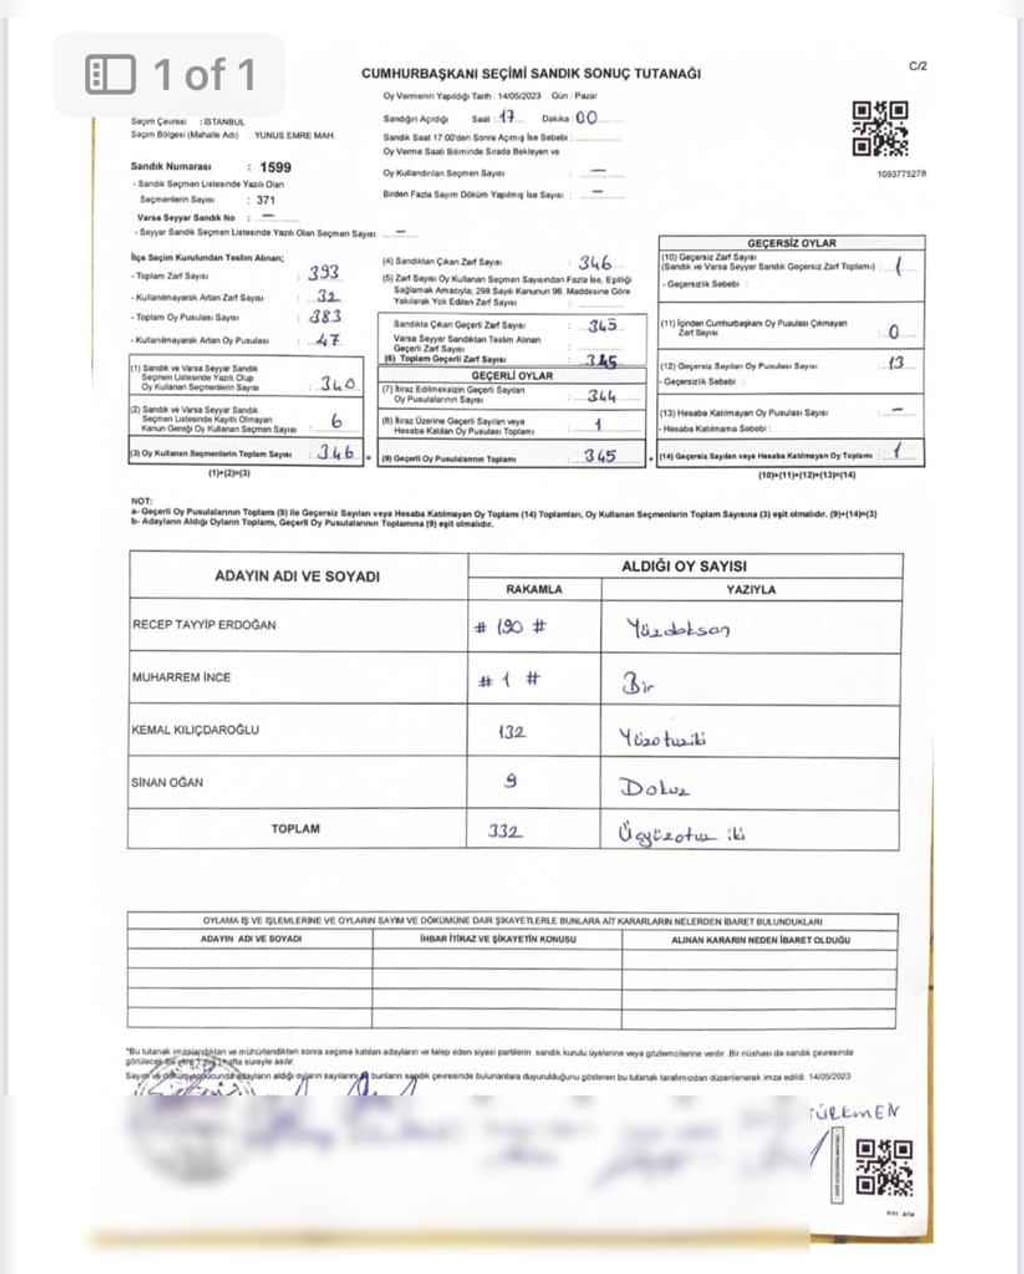 1 of 1
CUMHURBAŞKANI SEÇİMİ SANDIK SONUÇ TUTANAĞI
C/2
Oy Vermenin Yapıldığı Tarih : 14/05/2023 Gün : Pazar
Seçim Çevresi : İSTANBUL
Seçim Bölgesi (Mahalle Adı) YUNUS EMRE MAH.
Sandığın Açıldığı Saat : 17 Dakika : 00
Sandık Saat 17:00'den Sonra Açılmış İse Sebebi :
Oy Verme Saati Bitiminde Sırada Bekleyen ve
Oy Kullandırılan Seçmen Sayısı : —
Birden Fazla Sayım Döküm Yapılmış İse Sayısı : —
1093775278
Sandık Numarası : 1599
- Sandık Seçmen Listesinde Yazılı Olan
Seçmenlerin Sayısı : 371
Varsa Seyyar Sandık No : —
- Seyyar Sandık Seçmen Listesinde Yazılı Olan Seçmen Sayısı : —
İlçe Seçim Kurulundan Teslim Alınan;
- Toplam Zarf Sayısı : 393
- Kullanılmayarak Artan Zarf Sayısı : 32
- Toplam Oy Pusulası Sayısı : 383
- Kullanılmayarak Artan Oy Pusulası : 47
(1) Sandık ve Varsa Seyyar Sandık
Seçmen Listesinde Yazılı Olup
Oy Kullanan Seçmenlerin Sayısı : 340
(2) Sandık ve Varsa Seyyar Sandık
Seçmen Listesinde Kayıtlı Olmayan
Kanun Gereği Oy Kullanan Seçmen Sayısı : 6
(3) Oy Kullanan Seçmenlerin Toplam Sayısı : 346
(1)+(2)=(3)
(4) Sandıktan Çıkan Zarf Sayısı : 346
(5) Zarf Sayısı Oy Kullanan Seçmen Sayısından Fazla İse, Eşitliği
Sağlamak Amacıyla; 298 Sayılı Kanunun 98. Maddesine Göre
Yakılarak Yok Edilen Zarf Sayısı :
Sandıkta Çıkan Geçerli Zarf Sayısı : 345
Varsa Seyyar Sandıktan Teslim Alınan
Geçerli Zarf Sayısı :
(6) Toplam Geçerli Zarf Sayısı : 345
GEÇERLİ OYLAR
(7) İtiraz Edilmeksizin Geçerli Sayılan
Oy Pusulalarının Sayısı : 344
(8) İtiraz Üzerine Geçerli Sayılan veya
Hesaba Katılan Oy Pusulası Toplamı : 1
(9) Geçerli Oy Pusulalarının Toplamı : 345
GEÇERSİZ OYLAR
(10) Geçersiz Zarf Sayısı
(Sandık ve Varsa Seyyar Sandık Geçersiz Zarf Toplamı) : 1
- Geçersizlik Sebebi :
(11) İçinden Cumhurbaşkanı Oy Pusulası Çıkmayan
Zarf Sayısı : 0
(12) Geçersiz Sayılan Oy Pusulası Sayısı : 13
- Geçersizlik Sebebi :
(13) Hesaba Katılmayan Oy Pusulası Sayısı : —
- Hesaba Katılmama Sebebi :
(14) Geçersiz Sayılan veya Hesaba Katılmayan Oy Toplamı : 1
(10)+(11)+(12)+(13)=(14)
NOT:
a- Geçerli Oy Pusulalarının Toplamı (9) ile Geçersiz Sayılan veya Hesaba Katılmayan Oy Toplamı (14) Toplamları, Oy Kullanan Seçmenlerin Toplam Sayısına (3) eşit olmalıdır. (9)+(14)=(3)
b- Adayların Aldığı Oyların Toplamı, Geçerli Oy Pusulalarının Toplamına (9) eşit olmalıdır.
ADAYIN ADI VE SOYADI
ALDIĞI OY SAYISI
RAKAMLA YAZIYLA
RECEP TAYYİP ERDOĞAN # 190 # Yüzdoksan
MUHARREM İNCE # 1 # Bir
KEMAL KILIÇDAROĞLU 132 Yüzotuziki
SİNAN OĞAN 9 Dokuz
TOPLAM 332 Üçyüzotuz iki
OYLAMA İŞ VE İŞLEMLERİNE VE OYLARIN SAYIM VE DÖKÜMÜNE DAİR ŞİKAYETLERLE BUNLARA AİT KARARLARIN NELERDEN İBARET BULUNDUKLARI
ADAYIN ADI VE SOYADI İHBAR İTİRAZ VE ŞİKAYETİN KONUSU ALINAN KARARIN NEDEN İBARET OLDUĞU
"Bu tutanak imzalandıktan ve mühürlendikten sonra seçime katılan adayların ve talep eden siyasi partilerin sandık kurulu üyelerine veya gözlemcilerine verilir. Bir nüshası da sandık çevresinde
görülecek bir yere 1 hafta süreyle asılır.
adayların aldığı oyların sayılarını bunların sandık çevresinde bulunanlara duyurulduğunu gösteren bu tutanak tarafımızdan düzenlenerek imza edildi. 14/05/2023
TÜRKMEN